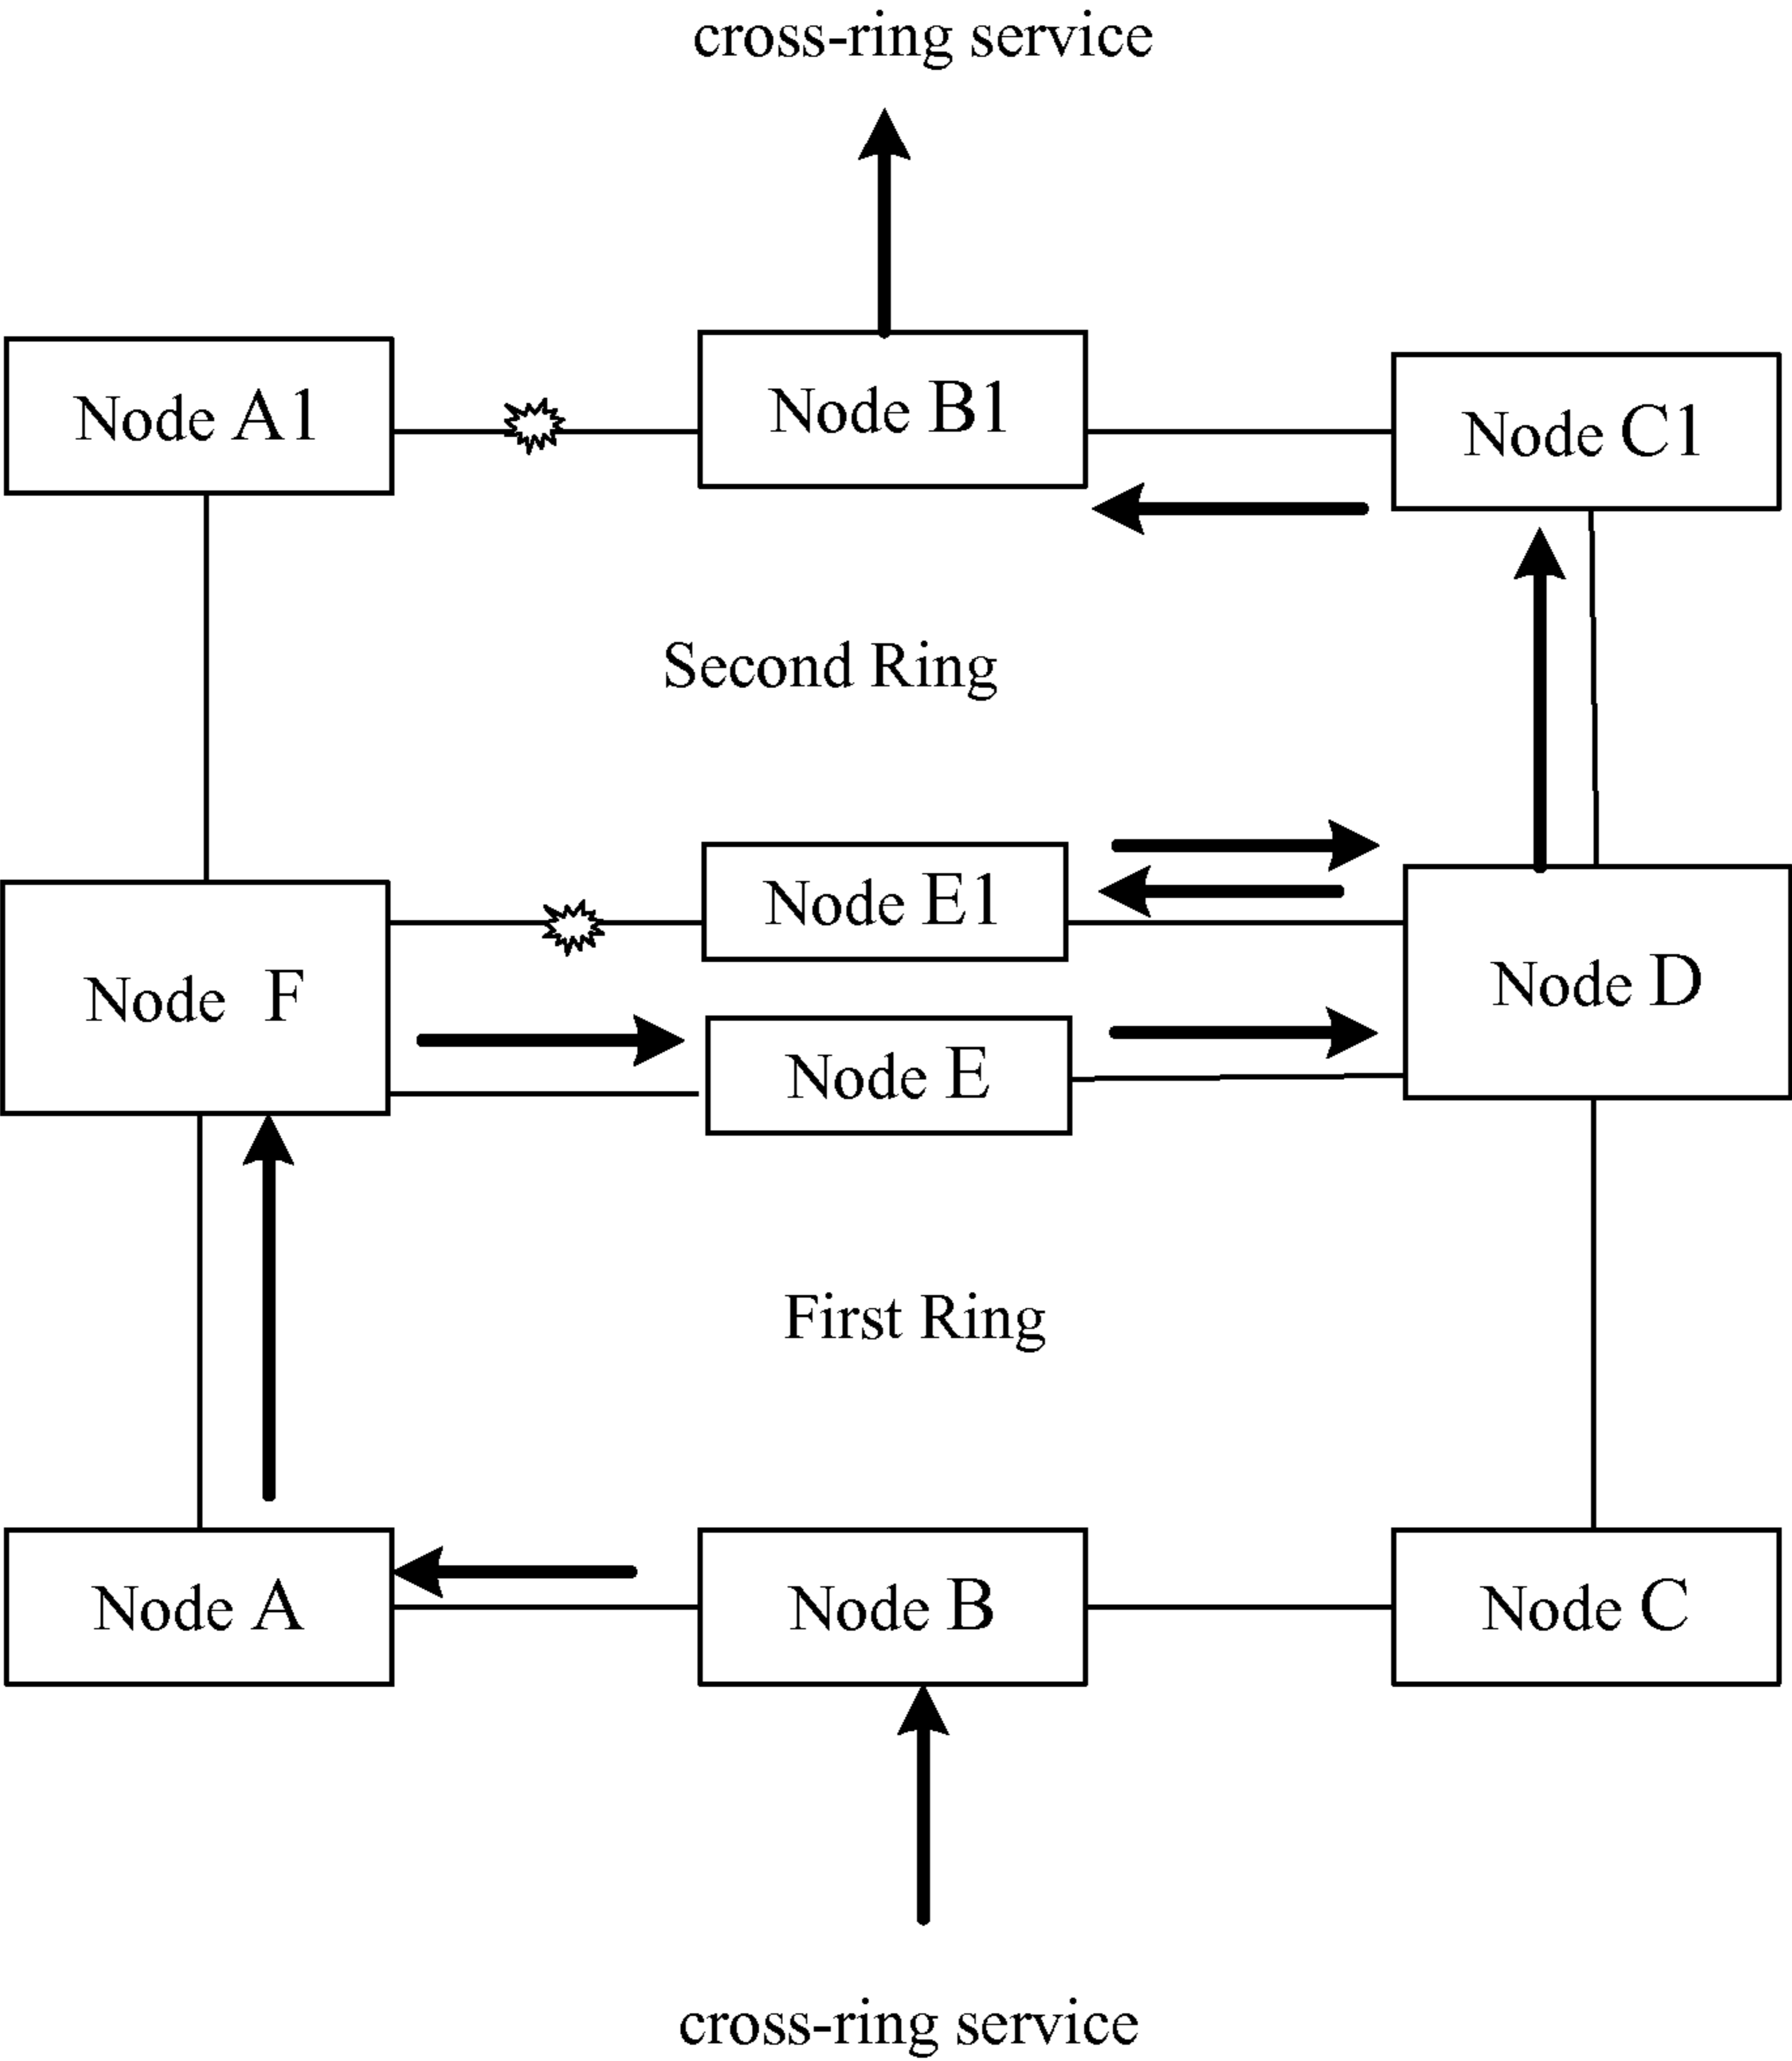 cross-ring service
Node A1
Node B1
Node C1
Second Ring
Node E1
Node F
Node D
Node E
First Ring
Node A
Node B
Node C
cross-ring service